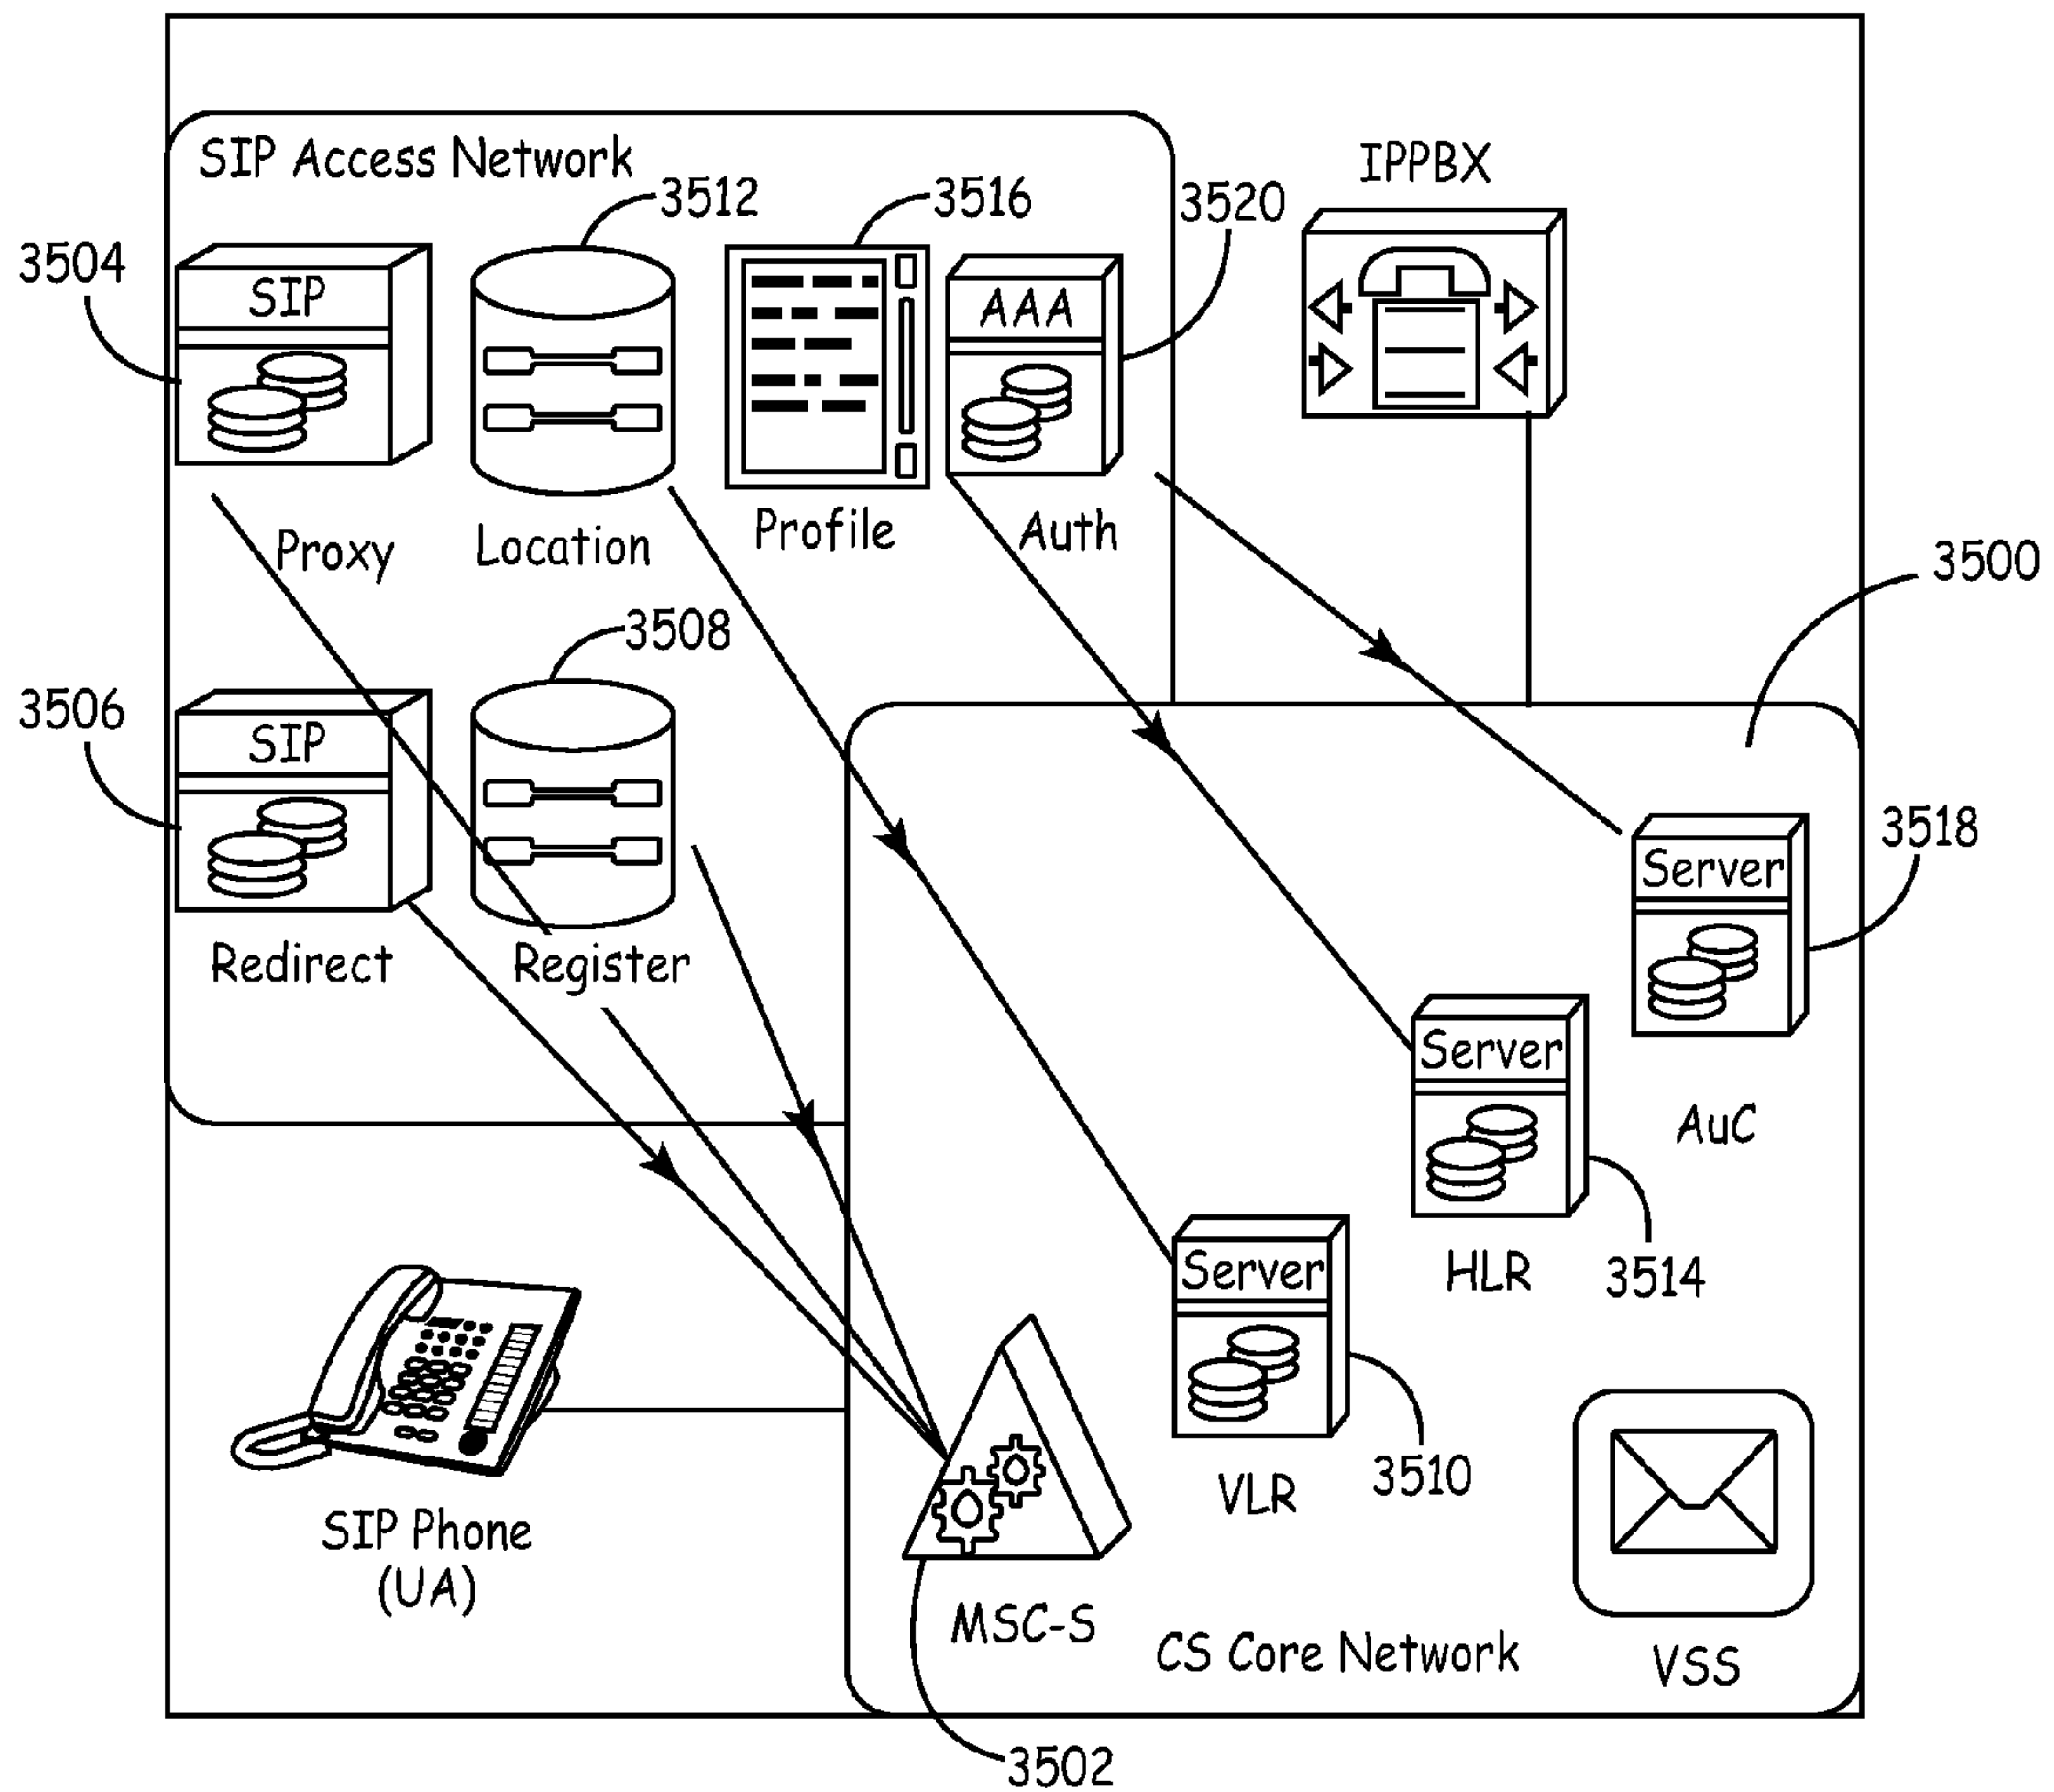 SIP Access Network
IPPBX
3512
3516
3520
3504
SIP
AAA
Proxy
Location
Profile
Auth
3500
3508
3506
SIP
3518
Server
Redirect
Register
Server
AuC
Server
HLR
3514
3510
VLR
SIP Phone
(UA)
MSC-S
CS Core Network
VSS
3502